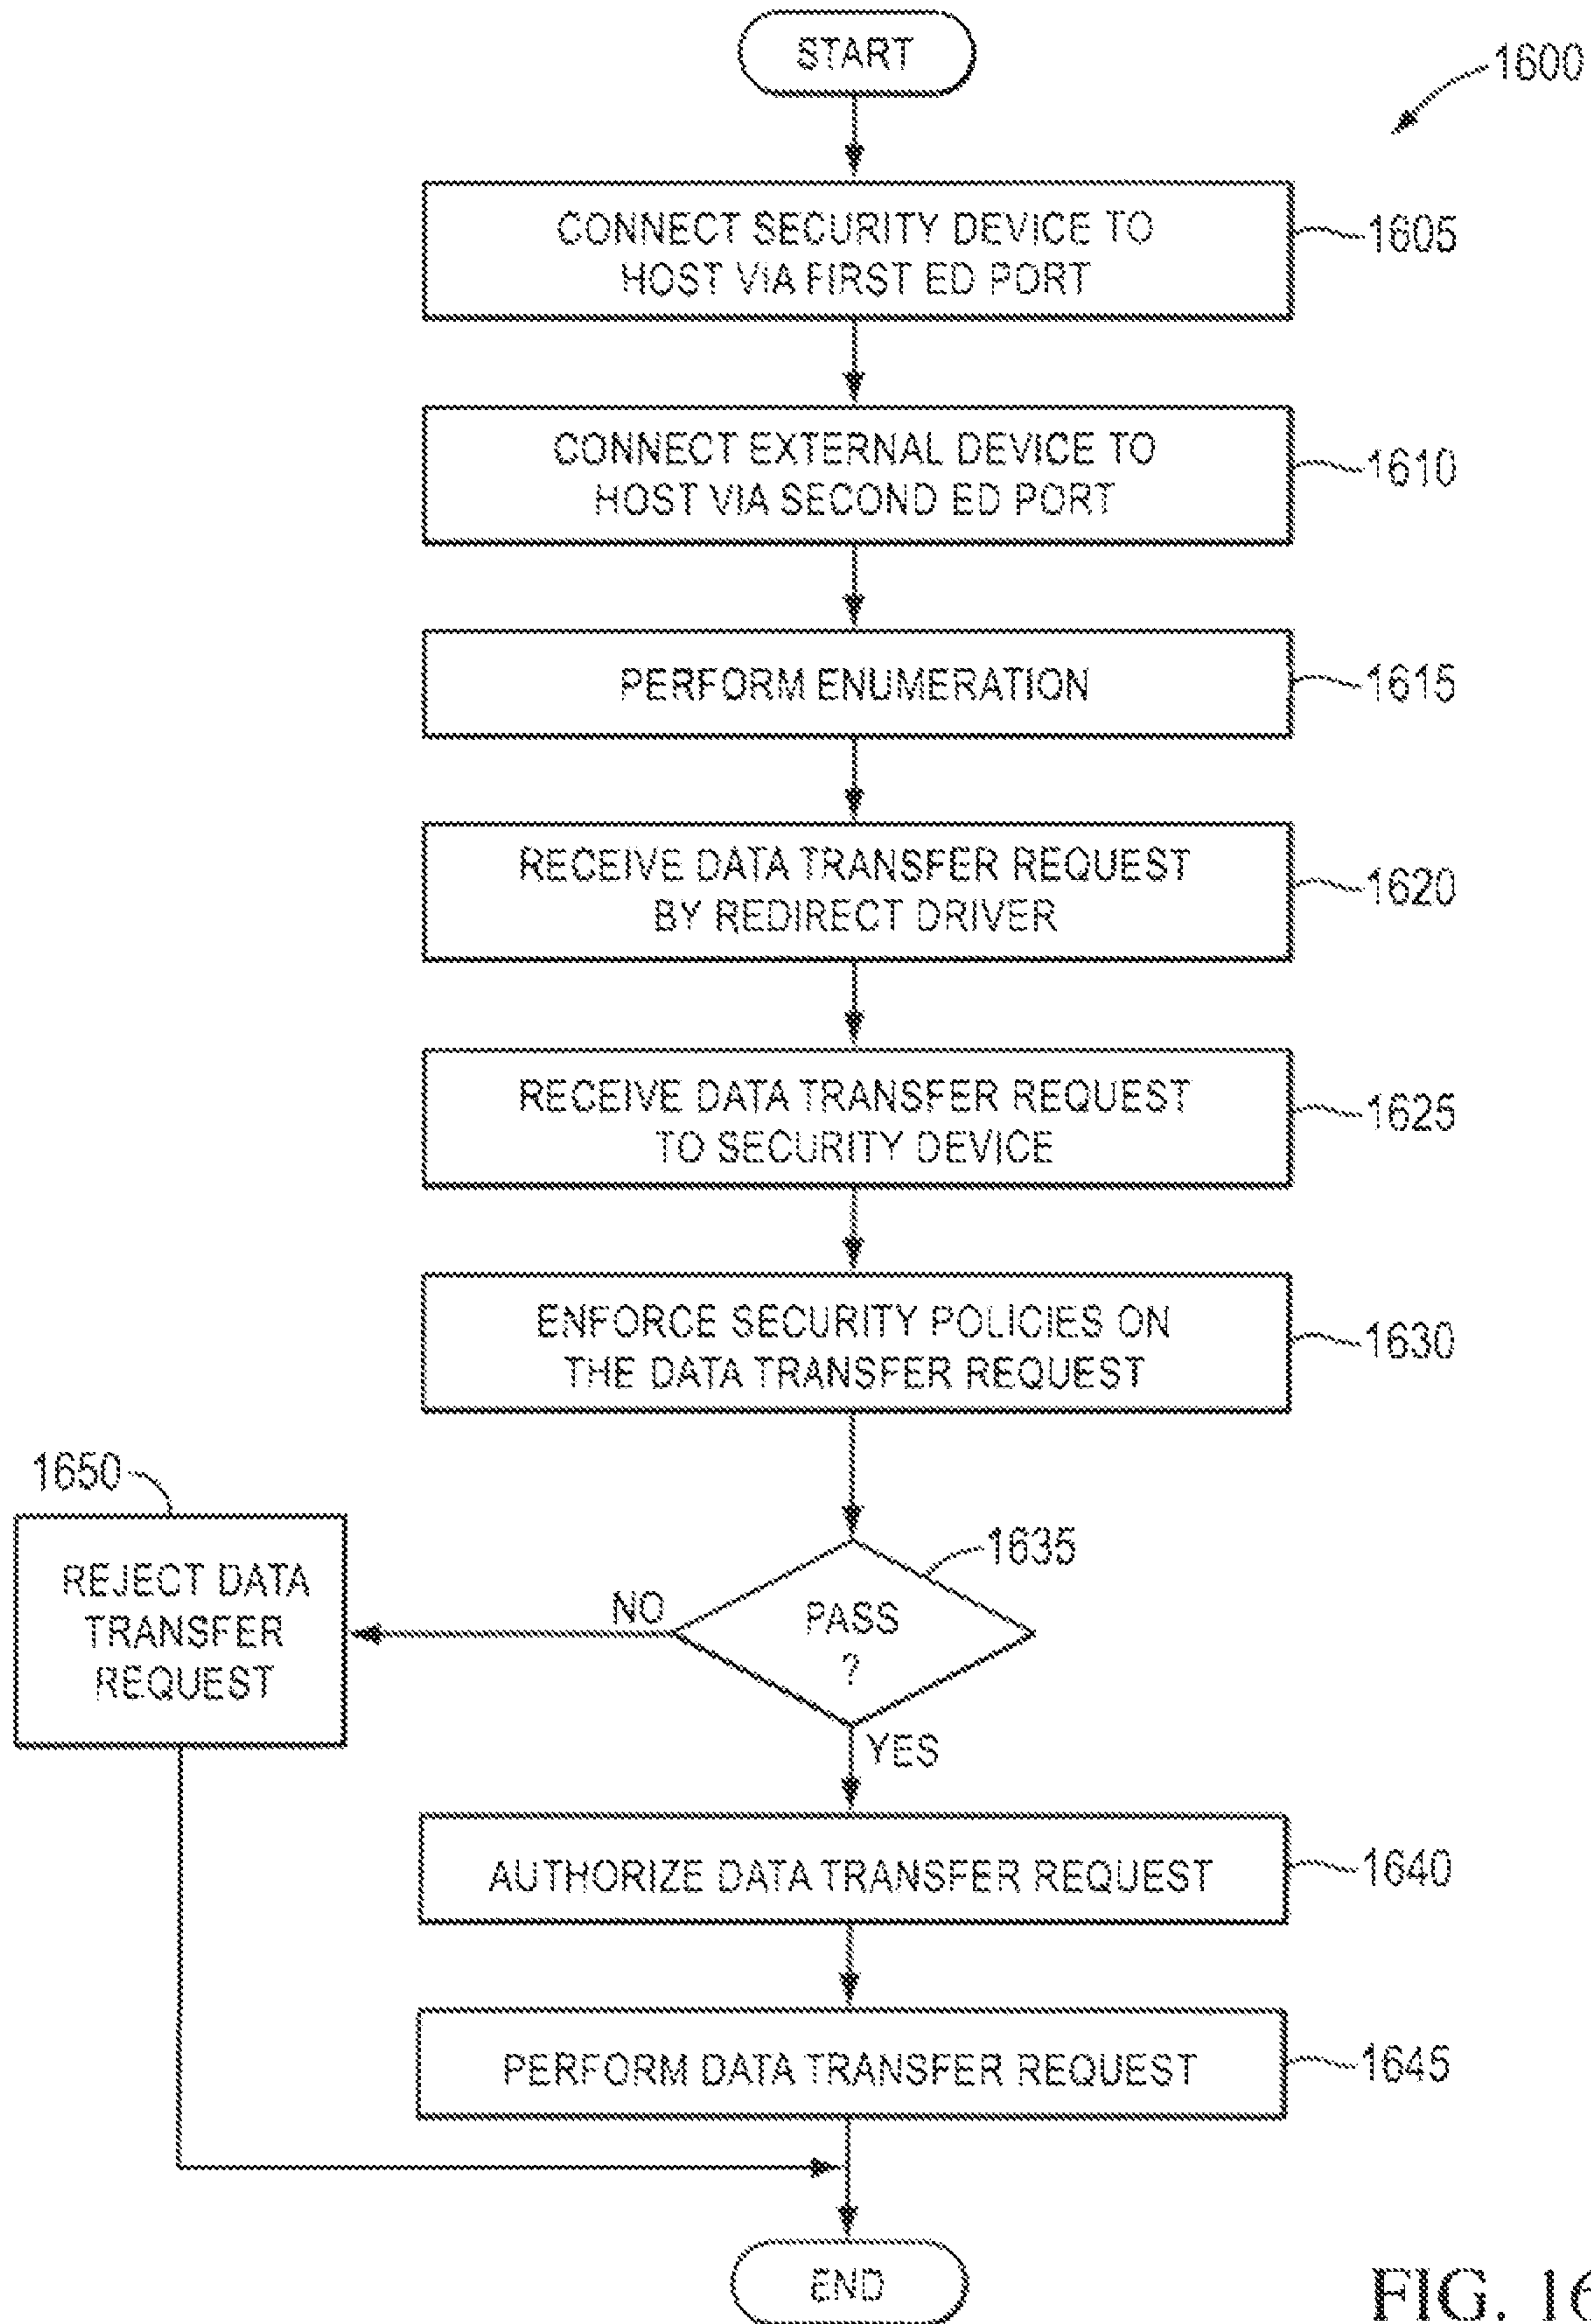 START
1600
CONNECT SECURITY DEVICE TO
HOST VIA FIRST ED PORT
1605
CONNECT EXTERNAL DEVICE TO
HOST VIA SECOND ED PORT
1610
PERFORM ENUMERATION
1615
RECEIVE DATA TRANSFER REQUEST
BY REDIRECT DRIVER
1620
RECEIVE DATA TRANSFER REQUEST
TO SECURITY DEVICE
1625
ENFORCE SECURITY POLICIES ON
THE DATA TRANSFER REQUEST
1630
1650
REJECT DATA
TRANSFER
REQUEST
NO
PASS
?
1635
YES
AUTHORIZE DATA TRANSFER REQUEST
1640
PERFORM DATA TRANSFER REQUEST
1645
END
FIG. 16